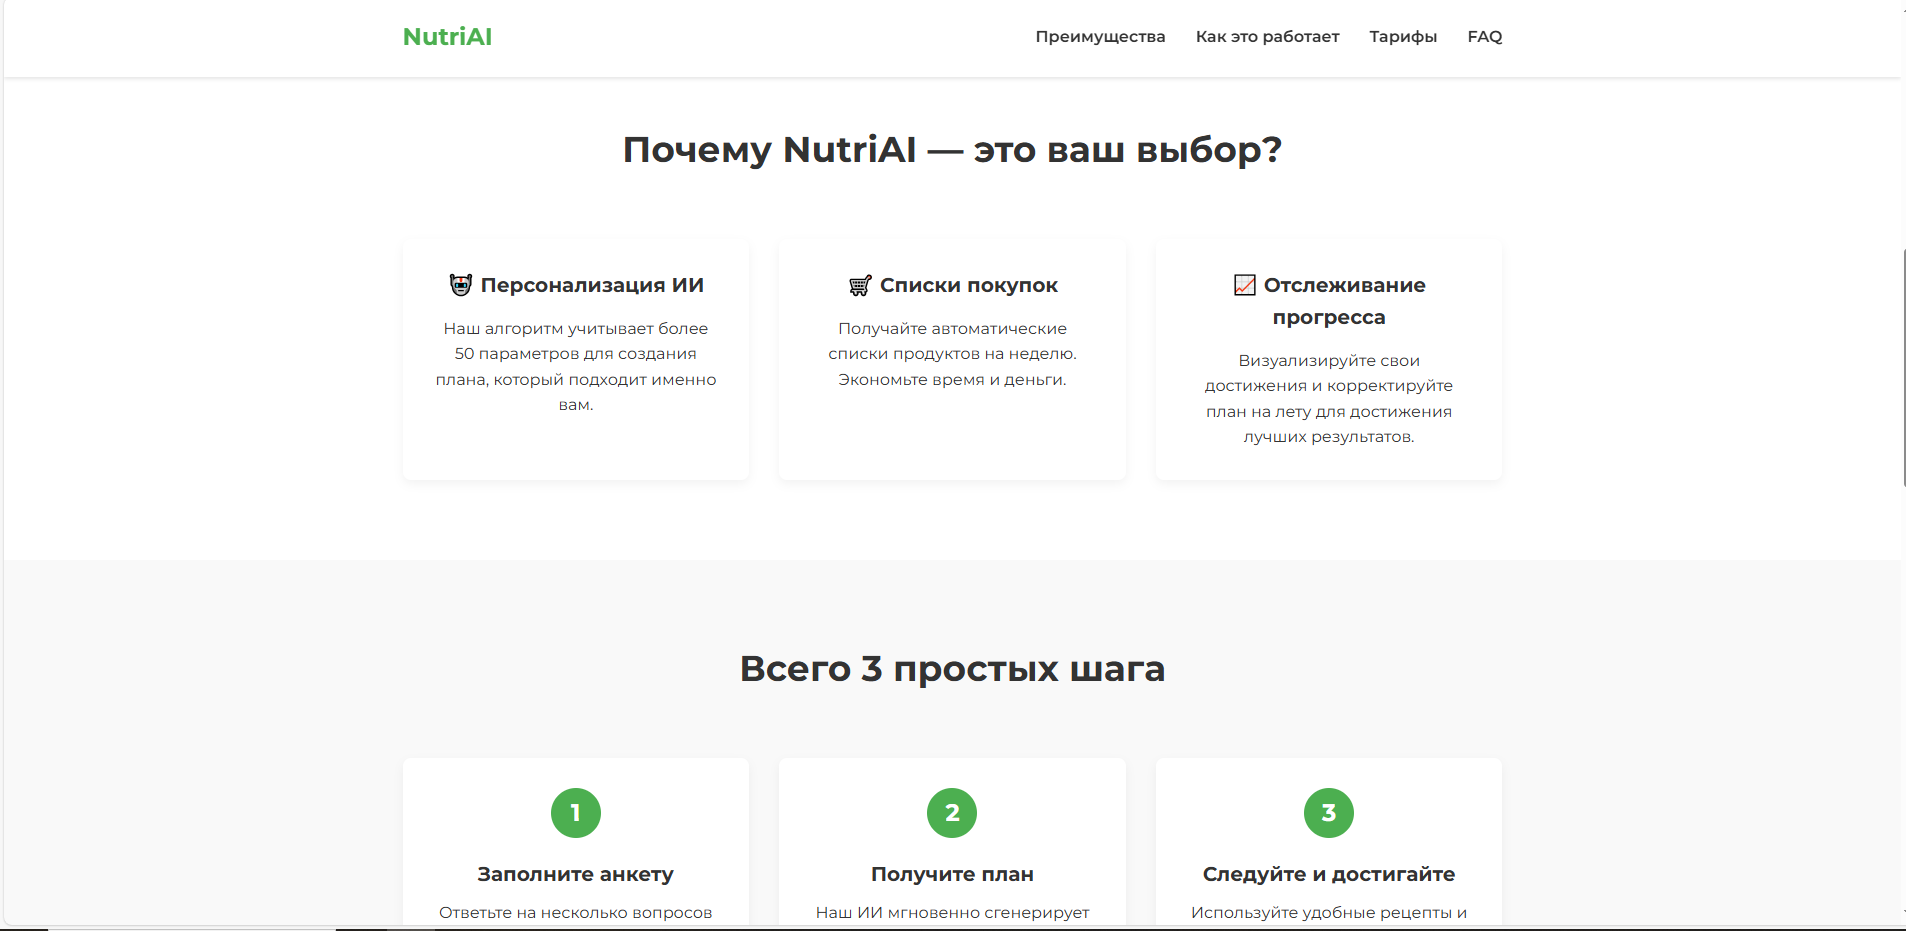 NutriAI
Преимущества Как это работает Тарифы FAQ
Почему NutriAI — это ваш выбор?
Персонализация ИИ
Наш алгоритм учитывает более
50 параметров для создания
плана, который подходит именно
вам.
Списки покупок
Получайте автоматические
списки продуктов на неделю.
Экономьте время и деньги.
Отслеживание
прогресса
Визуализируйте свои
достижения и корректируйте
план на лету для достижения
лучших результатов.
Всего 3 простых шага
1
Заполните анкету
Ответьте на несколько вопросов
2
Получите план
Наш ИИ мгновенно сгенерирует
3
Следуйте и достигайте
Используйте удобные рецепты и